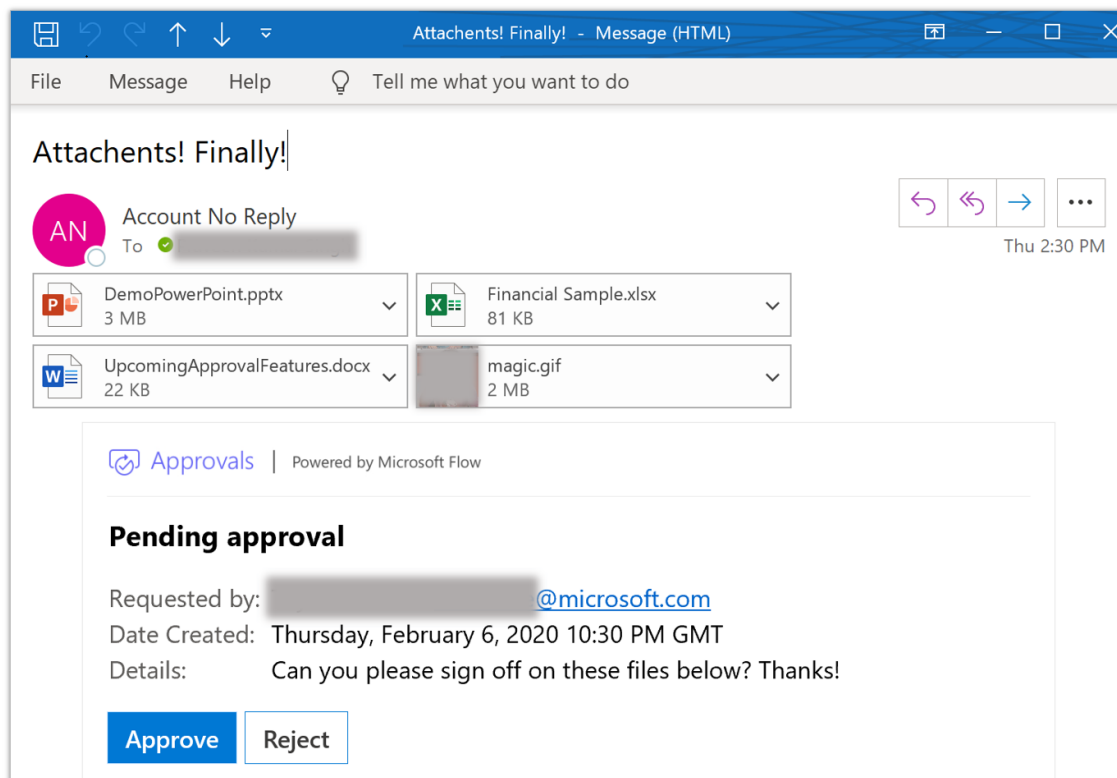 Attachents! Finally! - Message (HTML)
File Message Help Tell me what you want to do
Attachents! Finally!
AN
Account No Reply
To
Thu 2:30 PM
DemoPowerPoint.pptx
3 MB
Financial Sample.xlsx
81 KB
UpcomingApprovalFeatures.docx
22 KB
magic.gif
2 MB
Approvals | Powered by Microsoft Flow
Pending approval
Requested by: @microsoft.com
Date Created: Thursday, February 6, 2020 10:30 PM GMT
Details: Can you please sign off on these files below? Thanks!
Approve Reject